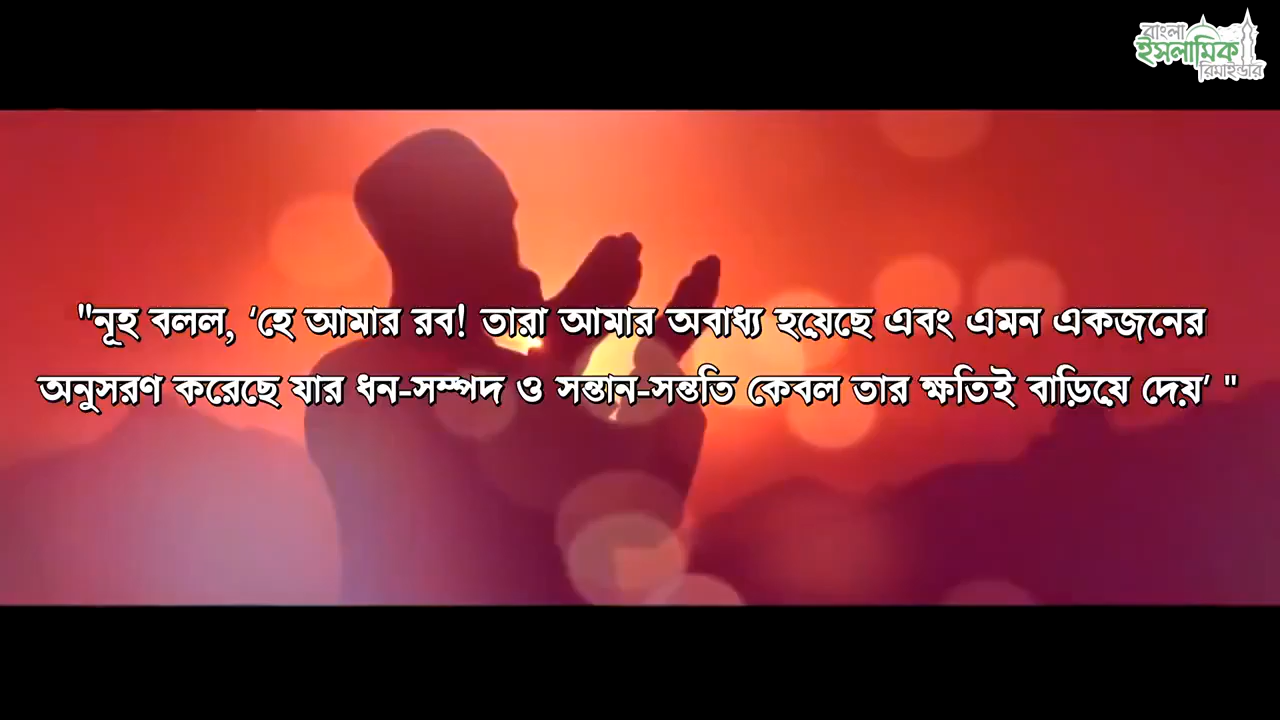 বাংলা
ইসলামিক
রিমাইন্ডার
"নূহ বলল, 'হে আমার রব! তারা আমার অবাধ্য হয়েছে এবং এমন একজনের
অনুসরণ করেছে যার ধন-সম্পদ ও সন্তান-সন্ততি কেবল তার ক্ষতিই বাড়িয়ে দেয়' "